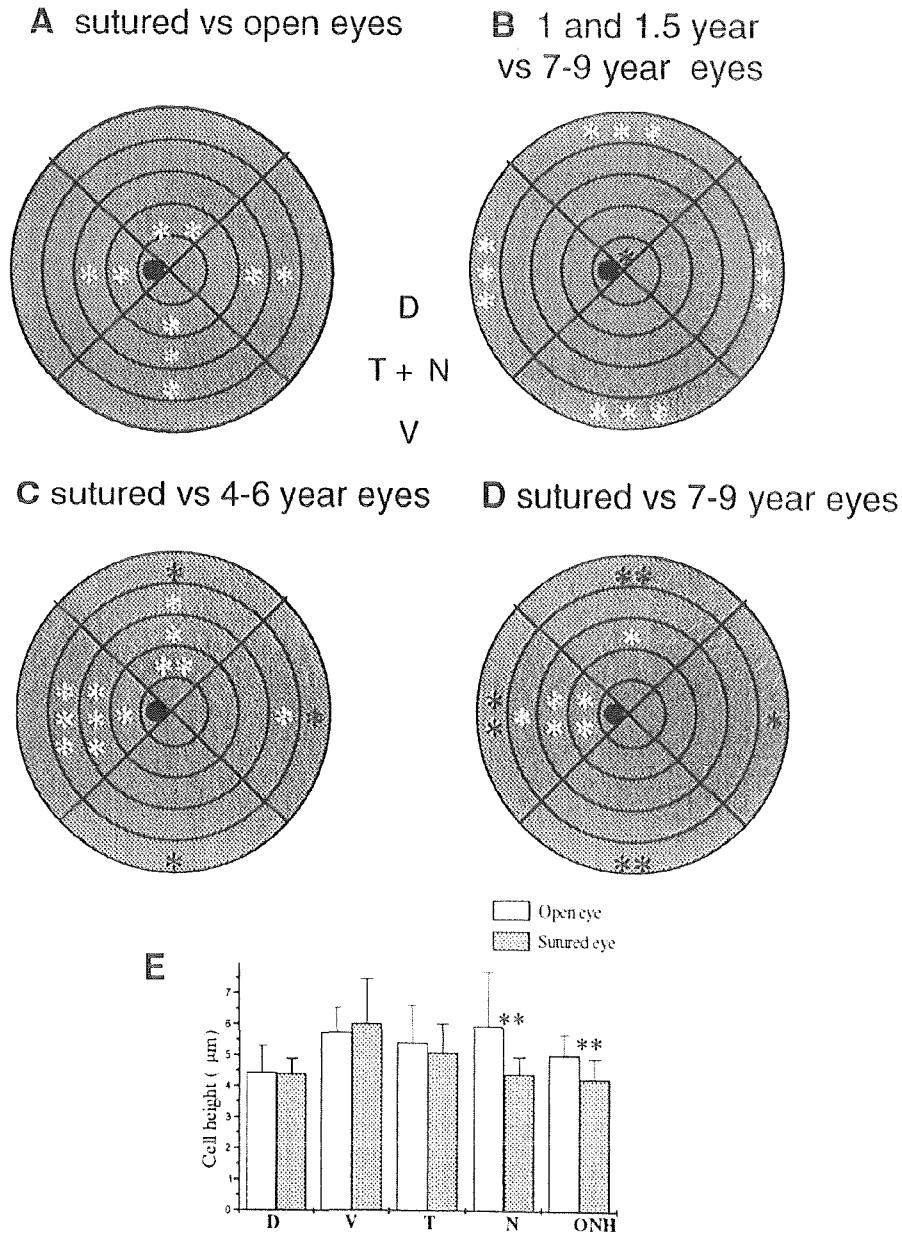 A sutured vs open eyes
B 1 and 1.5 year
vs 7-9 year eyes
* *
* *
* *
*
*
*
* * *
*
*
*
*
*
*
*
* * *
D
T + N
V
C sutured vs 4-6 year eyes
D sutured vs 7-9 year eyes
*
*
*
**
* *
* * *
* *
* *
*
**
*
*
*
*
* *
* *
*
**
Open eye
Sutured eye
E
Cell height ( µm)
7
6
5
4
3
2
1
0
**
**
D V T N ONH